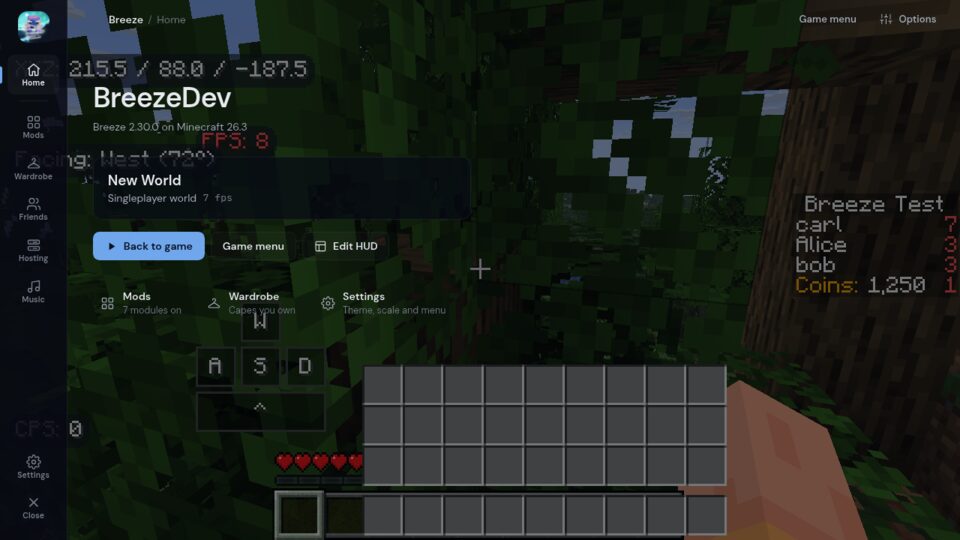 Breeze / Home
Game menu
Options
Home
XYZ: 215.5 / 88.0 / -187.5
BreezeDev
Breeze 2.30.0 on Minecraft 26.3
Mods
FPS: 8
Facing: West (72°)
Wardrobe
New World
Singleplayer world 7 fps
Friends
Breeze Test
carl 7
Alice 3
bob 3
Coins: 1,250 1
Hosting
Back to game
Game menu
Edit HUD
Music
Mods
7 modules on
Wardrobe
Capes you own
Settings
Theme, scale and menu
W
A S D
^
CPS: 0
Settings
Close